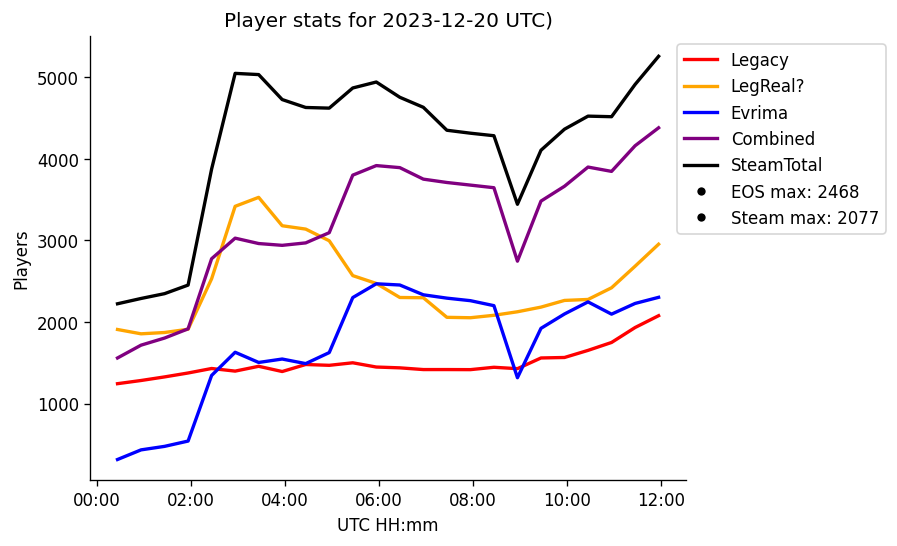 Player stats for 2023-12-20 UTC)
Legacy
LegReal?
Evrima
Combined
SteamTotal
EOS max: 2468
Steam max: 2077
Players
5000
4000
3000
2000
1000
00:00 02:00 04:00 06:00 08:00 10:00 12:00
UTC HH:mm